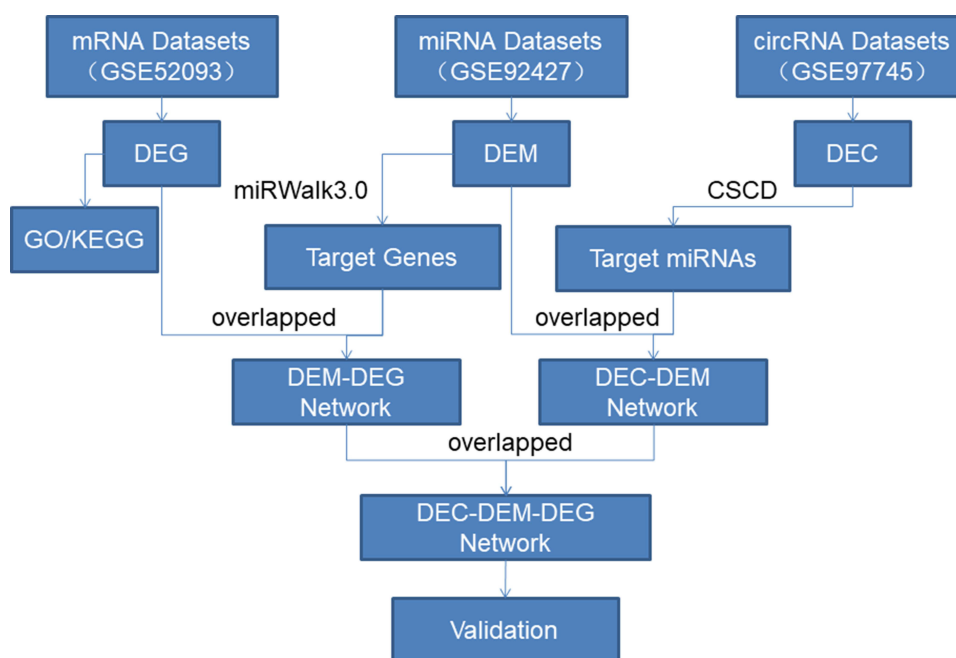 mRNA Datasets
（GSE52093）
miRNA Datasets
（GSE92427）
circRNA Datasets
（GSE97745）
DEG
DEM
DEC
miRWalk3.0
CSCD
GO/KEGG
Target Genes
Target miRNAs
overlapped
overlapped
DEM-DEG
Network
DEC-DEM
Network
overlapped
DEC-DEM-DEG
Network
Validation